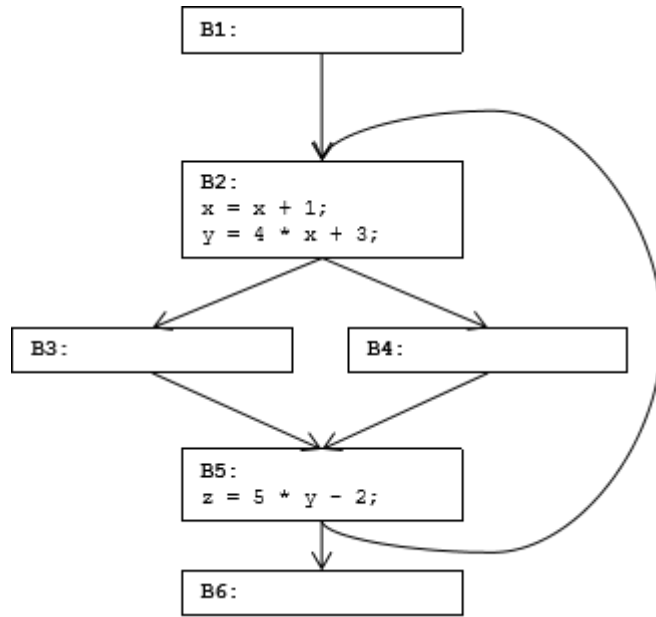 B1:
B2:
x = x + 1;
y = 4 * x + 3;
B3:
B4:
B5:
z = 5 * y - 2;
B6: